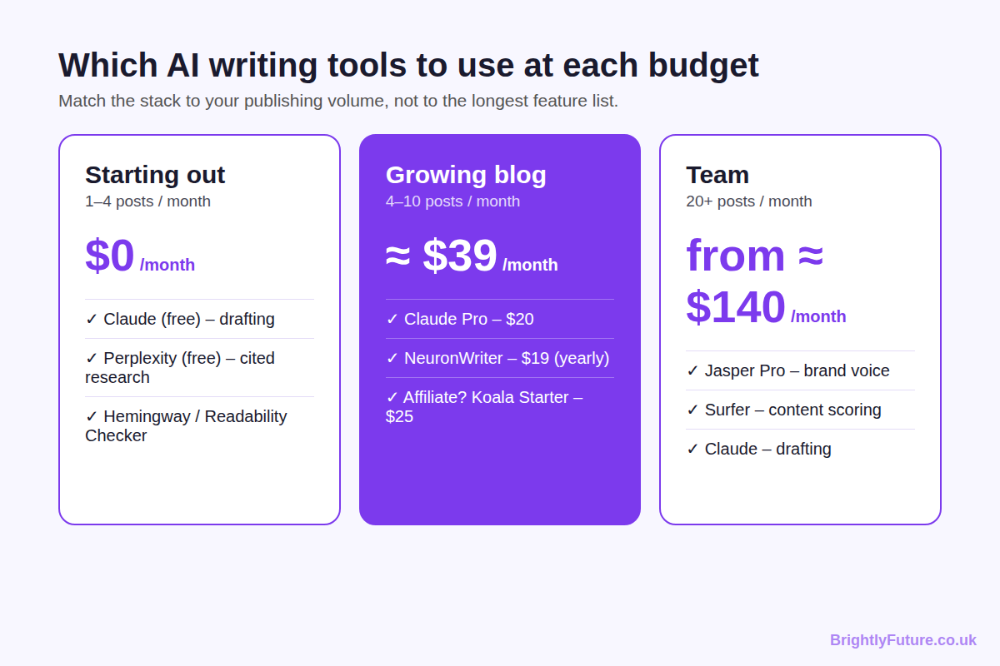 Which AI writing tools to use at each budget
Match the stack to your publishing volume, not to the longest feature list.
Starting out
1–4 posts / month
$0 /month
✓ Claude (free) – drafting
✓ Perplexity (free) – cited
research
✓ Hemingway / Readability
Checker
Growing blog
4–10 posts / month
≈ $39 /month
✓ Claude Pro – $20
✓ NeuronWriter – $19 (yearly)
✓ Affiliate? Koala Starter –
$25
Team
20+ posts / month
from ≈
$140 /month
✓ Jasper Pro – brand voice
✓ Surfer – content scoring
✓ Claude – drafting
BrightlyFuture.co.uk